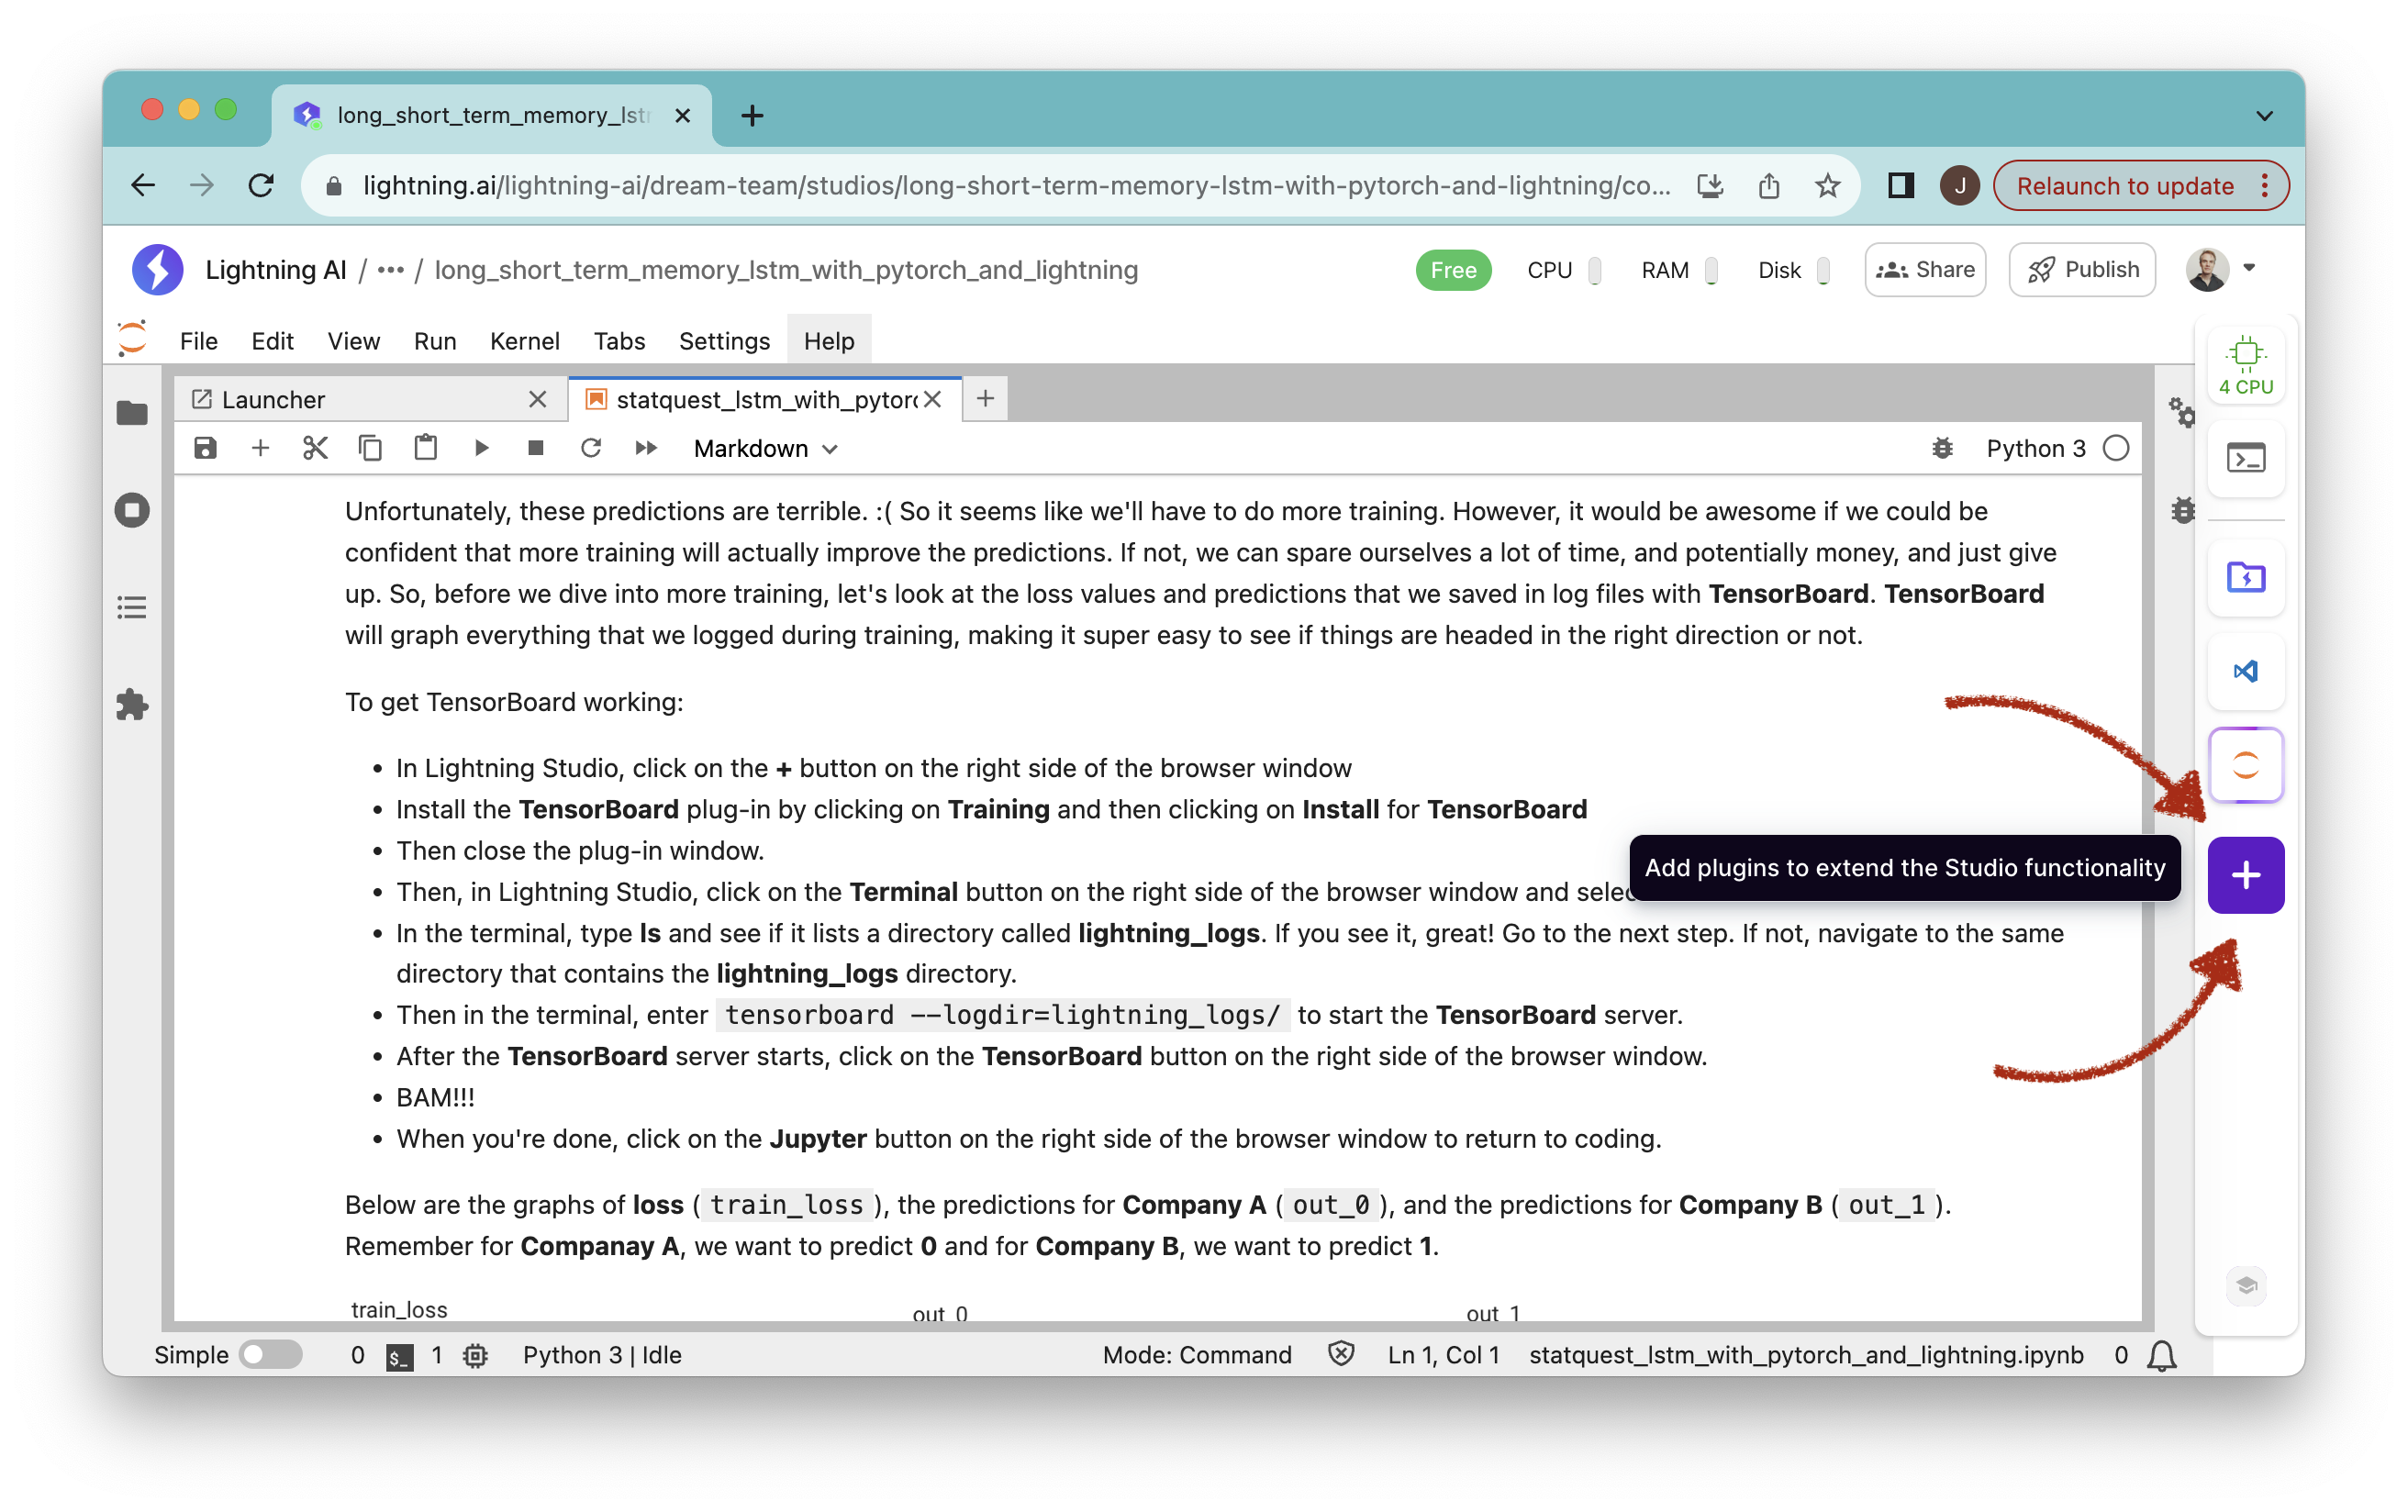 long_short_term_memory_lst
lightning.ai/lightning-ai/dream-team/studios/long-short-term-memory-lstm-with-pytorch-and-lightning/co...
J
Relaunch to update
Lightning AI / ••• / long_short_term_memory_lstm_with_pytorch_and_lightning
Free
CPU
RAM
Disk
Share
Publish
File Edit View Run Kernel Tabs Settings Help
4 CPU
Launcher
statquest_lstm_with_pytorc
Markdown
Python 3
Unfortunately, these predictions are terrible. :( So it seems like we'll have to do more training. However, it would be awesome if we could be
confident that more training will actually improve the predictions. If not, we can spare ourselves a lot of time, and potentially money, and just give
up. So, before we dive into more training, let's look at the loss values and predictions that we saved in log files with TensorBoard. TensorBoard
will graph everything that we logged during training, making it super easy to see if things are headed in the right direction or not.
To get TensorBoard working:
• In Lightning Studio, click on the + button on the right side of the browser window
• Install the TensorBoard plug-in by clicking on Training and then clicking on Install for TensorBoard
• Then close the plug-in window.
• Then, in Lightning Studio, click on the Terminal button on the right side of the browser window and selec
Add plugins to extend the Studio functionality
• In the terminal, type ls and see if it lists a directory called lightning_logs. If you see it, great! Go to the next step. If not, navigate to the same
directory that contains the lightning_logs directory.
• Then in the terminal, enter tensorboard --logdir=lightning_logs/ to start the TensorBoard server.
• After the TensorBoard server starts, click on the TensorBoard button on the right side of the browser window.
• BAM!!!
• When you're done, click on the Jupyter button on the right side of the browser window to return to coding.
Below are the graphs of loss ( train_loss ), the predictions for Company A ( out_0 ), and the predictions for Company B ( out_1 ).
Remember for Companay A, we want to predict 0 and for Company B, we want to predict 1.
train_loss
out_0
out_1
Simple
0
$_
1
Python 3 | Idle
Mode: Command
Ln 1, Col 1
statquest_lstm_with_pytorch_and_lightning.ipynb
0